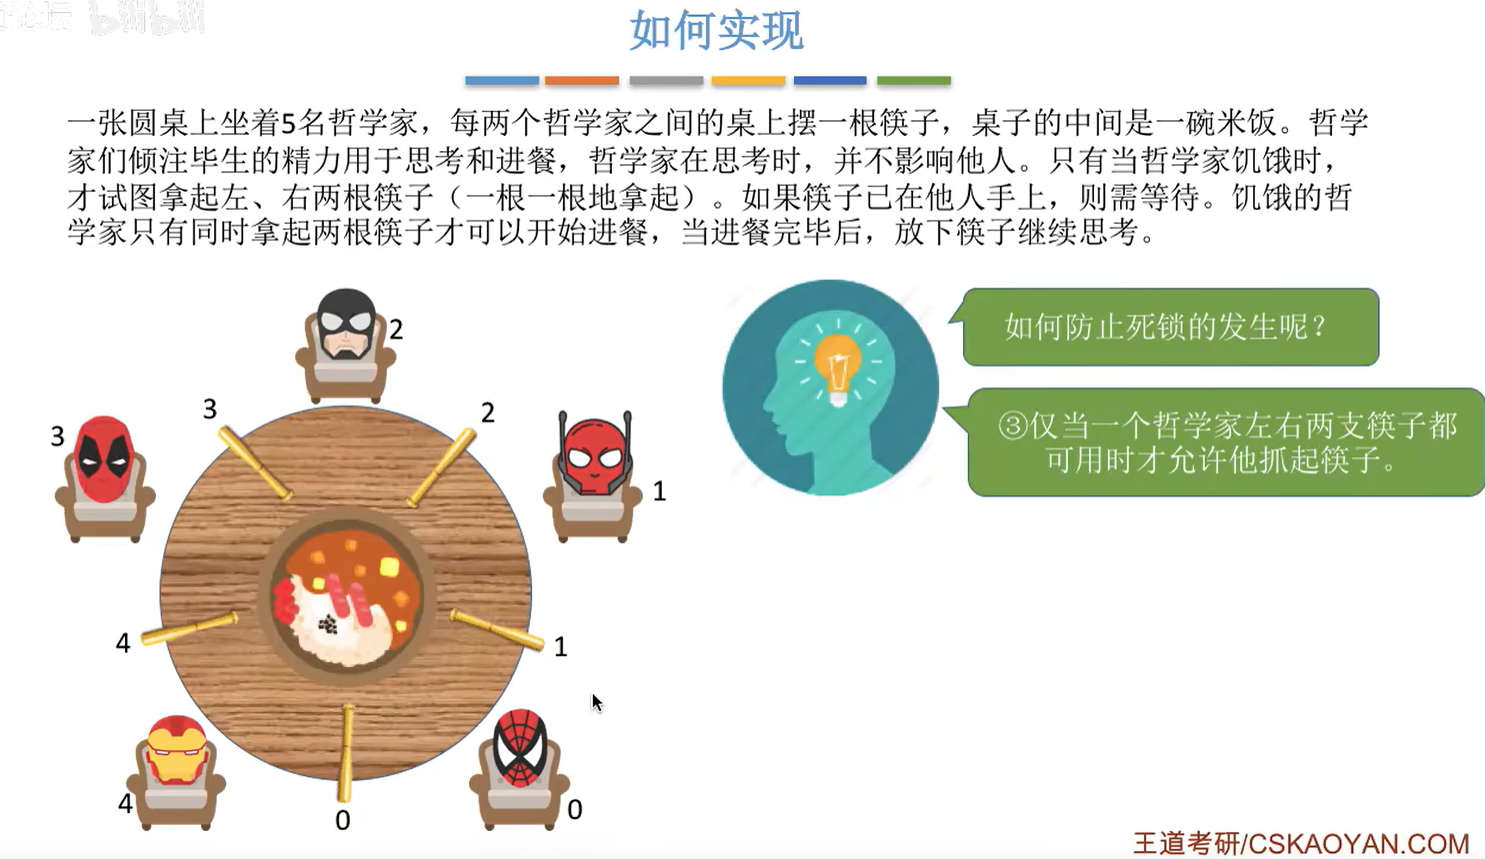 如何实现
一张圆桌上坐着5名哲学家，每两个哲学家之间的桌上摆一根筷子，桌子的中间是一碗米饭。哲学
家们倾注毕生的精力用于思考和进餐，哲学家在思考时，并不影响他人。只有当哲学家饥饿时，
才试图拿起左、右两根筷子（一根一根地拿起）。如果筷子已在他人手上，则需等待。饥饿的哲
学家只有同时拿起两根筷子才可以开始进餐，当进餐完毕后，放下筷子继续思考。
如何防止死锁的发生呢？
③仅当一个哲学家左右两支筷子都
可用时才允许他抓起筷子。
2
3
2
3
1
4
1
4
0
0
王道考研/CSKAOYAN.COM
bilibili